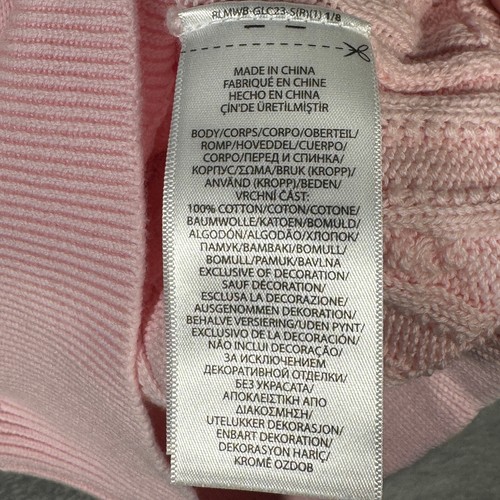 RLMWB-GLC23-S(R)(1) 1/8
MADE IN CHINA
FABRIQUÉ EN CHINE
HECHO EN CHINA
ÇİN'DE ÜRETİLMİŞTİR
BODY/CORPS/CORPO/OBERTEIL/
ROMP/HOVEDDEL/CUERPO/
CORPO/ПЕРЕД И СПИНКА/
КОРПУС/ΣΩΜΑ/BRUK (KROPP)/
ANVÄND (KROPP)/BEDEN/
VRCHNÍ ČÁST:
100% COTTON/COTON/COTONE/
BAUMWOLLE/KATOEN/BOMULD/
ALGODÓN/ALGODÃO/ХЛОПОК/
ПАМУК/ΒΑΜΒΑΚΙ/BOMULL/
BOMULL/PAMUK/BAVLNA
EXCLUSIVE OF DECORATION/
SAUF DÉCORATION/
ESCLUSA LA DECORAZIONE/
AUSGENOMMEN DEKORATION/
BEHALVE VERSIERING/UDEN PYNT/
EXCLUSIVO DE LA DECORACIÓN/
NÃO INCLUI DECORAÇÃO/
ЗА ИСКЛЮЧЕНИЕМ
ДЕКОРАТИВНОЙ ОТДЕЛКИ/
БЕЗ УКРАСАТА/
ΑΠΟΚΛΕΙΣΤΙΚΗ ΑΠΟ
ΔΙΑΚΟΣΜΗΣΗ/
UTELUKKER DEKORASJON/
ENBART DEKORATION/
DEKORASYON HARİÇ/
KROMĚ OZDOB